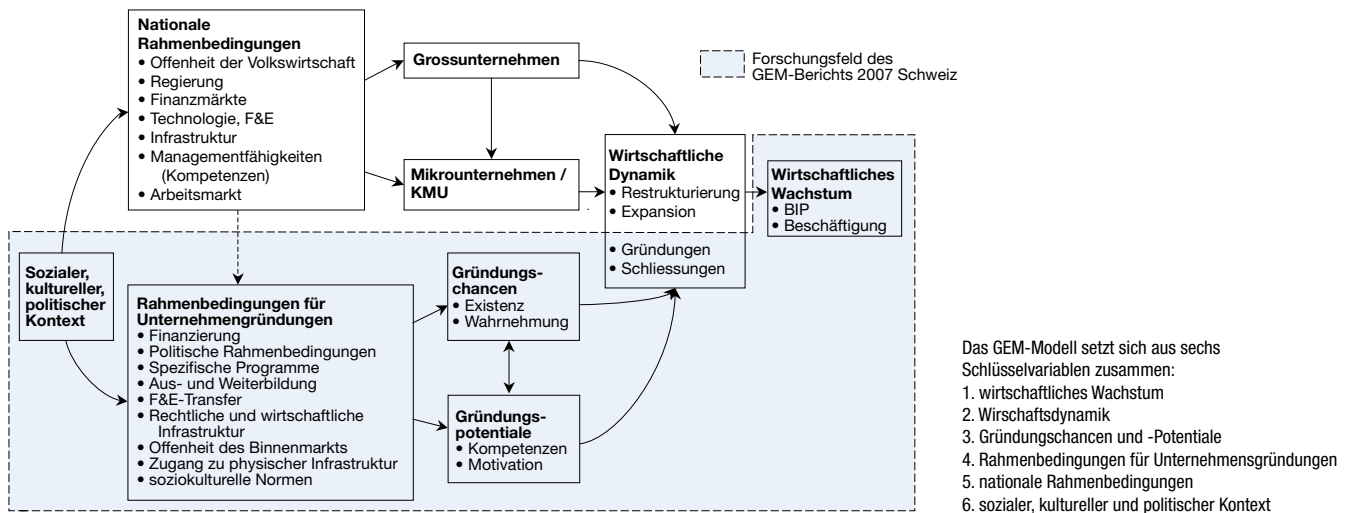 Nationale
Rahmenbedingungen
• Offenheit der Volkswirtschaft
• Regierung
• Finanzmärkte
• Technologie, F&E
• Infrastruktur
• Managementfähigkeiten
(Kompetenzen)
• Arbeitsmarkt
Grossunternehmen
Mikrounternehmen /
KMU
Forschungsfeld des
GEM-Berichts 2007 Schweiz
Wirtschaftliche
Dynamik
• Restrukturierung
• Expansion
• Gründungen
• Schliessungen
Wirtschaftliches
Wachstum
• BIP
• Beschäftigung
Sozialer,
kultureller,
politischer
Kontext
Rahmenbedingungen für
Unternehmengründungen
• Finanzierung
• Politische Rahmenbedingungen
• Spezifische Programme
• Aus- und Weiterbildung
• F&E-Transfer
• Rechtliche und wirtschaftliche
Infrastruktur
• Offenheit des Binnenmarkts
• Zugang zu physischer Infrastruktur
• soziokulturelle Normen
Gründungs-
chancen
• Existenz
• Wahrnehmung
Gründungs-
potentiale
• Kompetenzen
• Motivation
Das GEM-Modell setzt sich aus sechs
Schlüsselvariablen zusammen:
1. wirtschaftliches Wachstum
2. Wirschaftsdynamik
3. Gründungschancen und -Potentiale
4. Rahmenbedingungen für Unternehmensgründungen
5. nationale Rahmenbedingungen
6. sozialer, kultureller und politischer Kontext